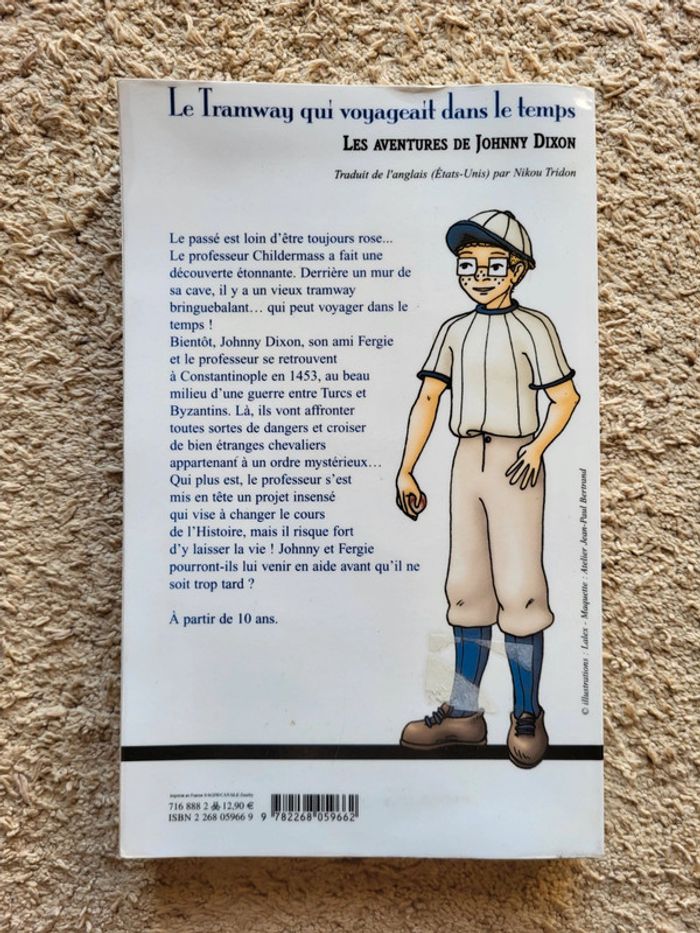 Le Tramway qui voyageait dans le temps
Les aventures de Johnny Dixon
Traduit de l'anglais (États-Unis) par Nikou Tridon
Le passé est loin d'être toujours rose...
Le professeur Childermass a fait une
découverte étonnante. Derrière un mur de
sa cave, il y a un vieux tramway
bringuebalant... qui peut voyager dans le
temps !
Bientôt, Johnny Dixon, son ami Fergie
et le professeur se retrouvent
à Constantinople en 1453, au beau
milieu d'une guerre entre Turcs et
Byzantins. Là, ils vont affronter
toutes sortes de dangers et croiser
de bien étranges chevaliers
appartenant à un ordre mystérieux...
Qui plus est, le professeur s'est
mis en tête un projet insensé
qui vise à changer le cours
de l'Histoire, mais il risque fort
d'y laisser la vie ! Johnny et Fergie
pourront-ils lui venir en aide avant qu'il ne
soit trop tard ?
À partir de 10 ans.
© illustrations : Lalex - Maquette : Atelier Jean-Paul Bertrand
Imprimé en France
716 888 2 12,90 €
ISBN 2 268 05966 9
9 782268 059662